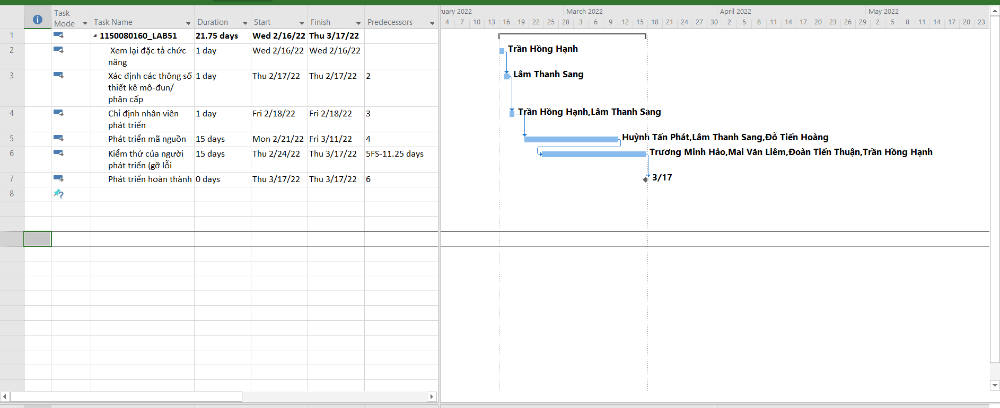 Task Mode
Task Name
Duration
Start
Finish
Predecessors
1
1150080160_LAB51
21.75 days
Wed 2/16/22
Thu 3/17/22
2
Xem lại đặc tả chức
năng
1 day
Wed 2/16/22
Wed 2/16/22
3
Xác định các thông số
thiết kê mô-đun/
phân cấp
1 day
Thu 2/17/22
Thu 2/17/22
2
4
Chỉ định nhân viên
phát triển
1 day
Fri 2/18/22
Fri 2/18/22
3
5
Phát triển mã nguồn
15 days
Mon 2/21/22
Fri 3/11/22
4
6
Kiểm thử của người
phát triển (gỡ lỗi
15 days
Thu 2/24/22
Thu 3/17/22
5FS-11.25 days
7
Phát triển hoàn thành
0 days
Thu 3/17/22
Thu 3/17/22
6
8
ruary 2022
March 2022
April 2022
May 2022
4 7 10 13 16 19 22 25 28 3 6 9 12 15 18 21 24 27 30 2 5 8 11 14 17 20 23 26 29 2 5 8 11 14 17 20 23
Trần Hồng Hạnh
Lâm Thanh Sang
Trần Hồng Hạnh,Lâm Thanh Sang
Huỳnh Tấn Phát,Lâm Thanh Sang,Đỗ Tiến Hoàng
Trương Minh Hảo,Mai Văn Liêm,Đoàn Tiến Thuận,Trần Hồng Hạnh
3/17